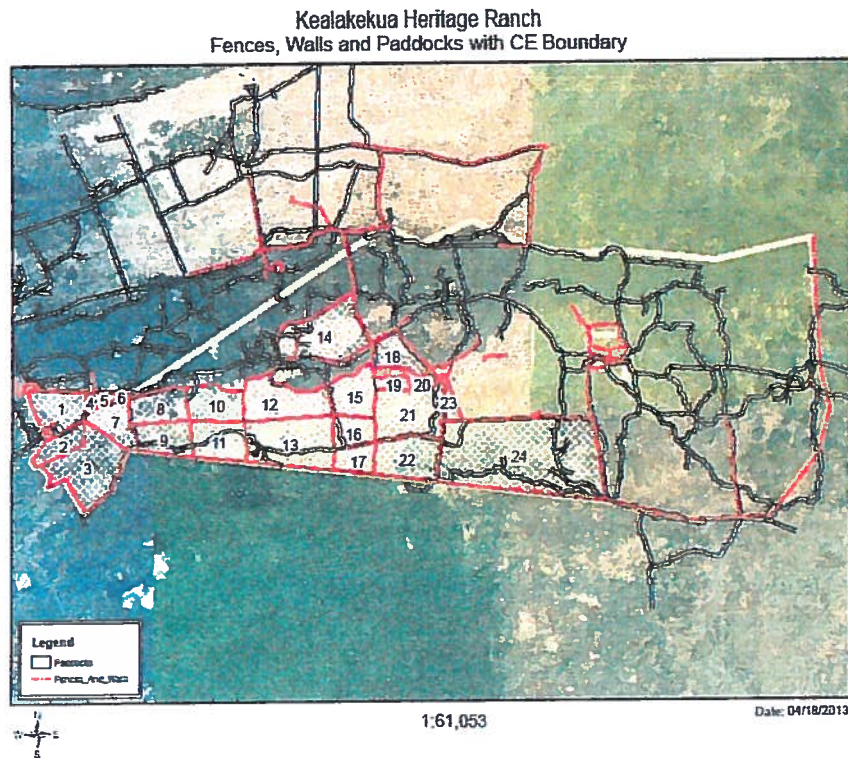 Kealakekua Heritage Ranch
Fences, Walls and Paddocks with CE Boundary
14
18
1
4
5
6
8
10
12
15
19
20
7
21
23
2
9
11
13
16
3
17
22
24
Legend
Paddocks
Fences_And_Walls
N
W
E
S
1:61,053
Date: 04/18/2013